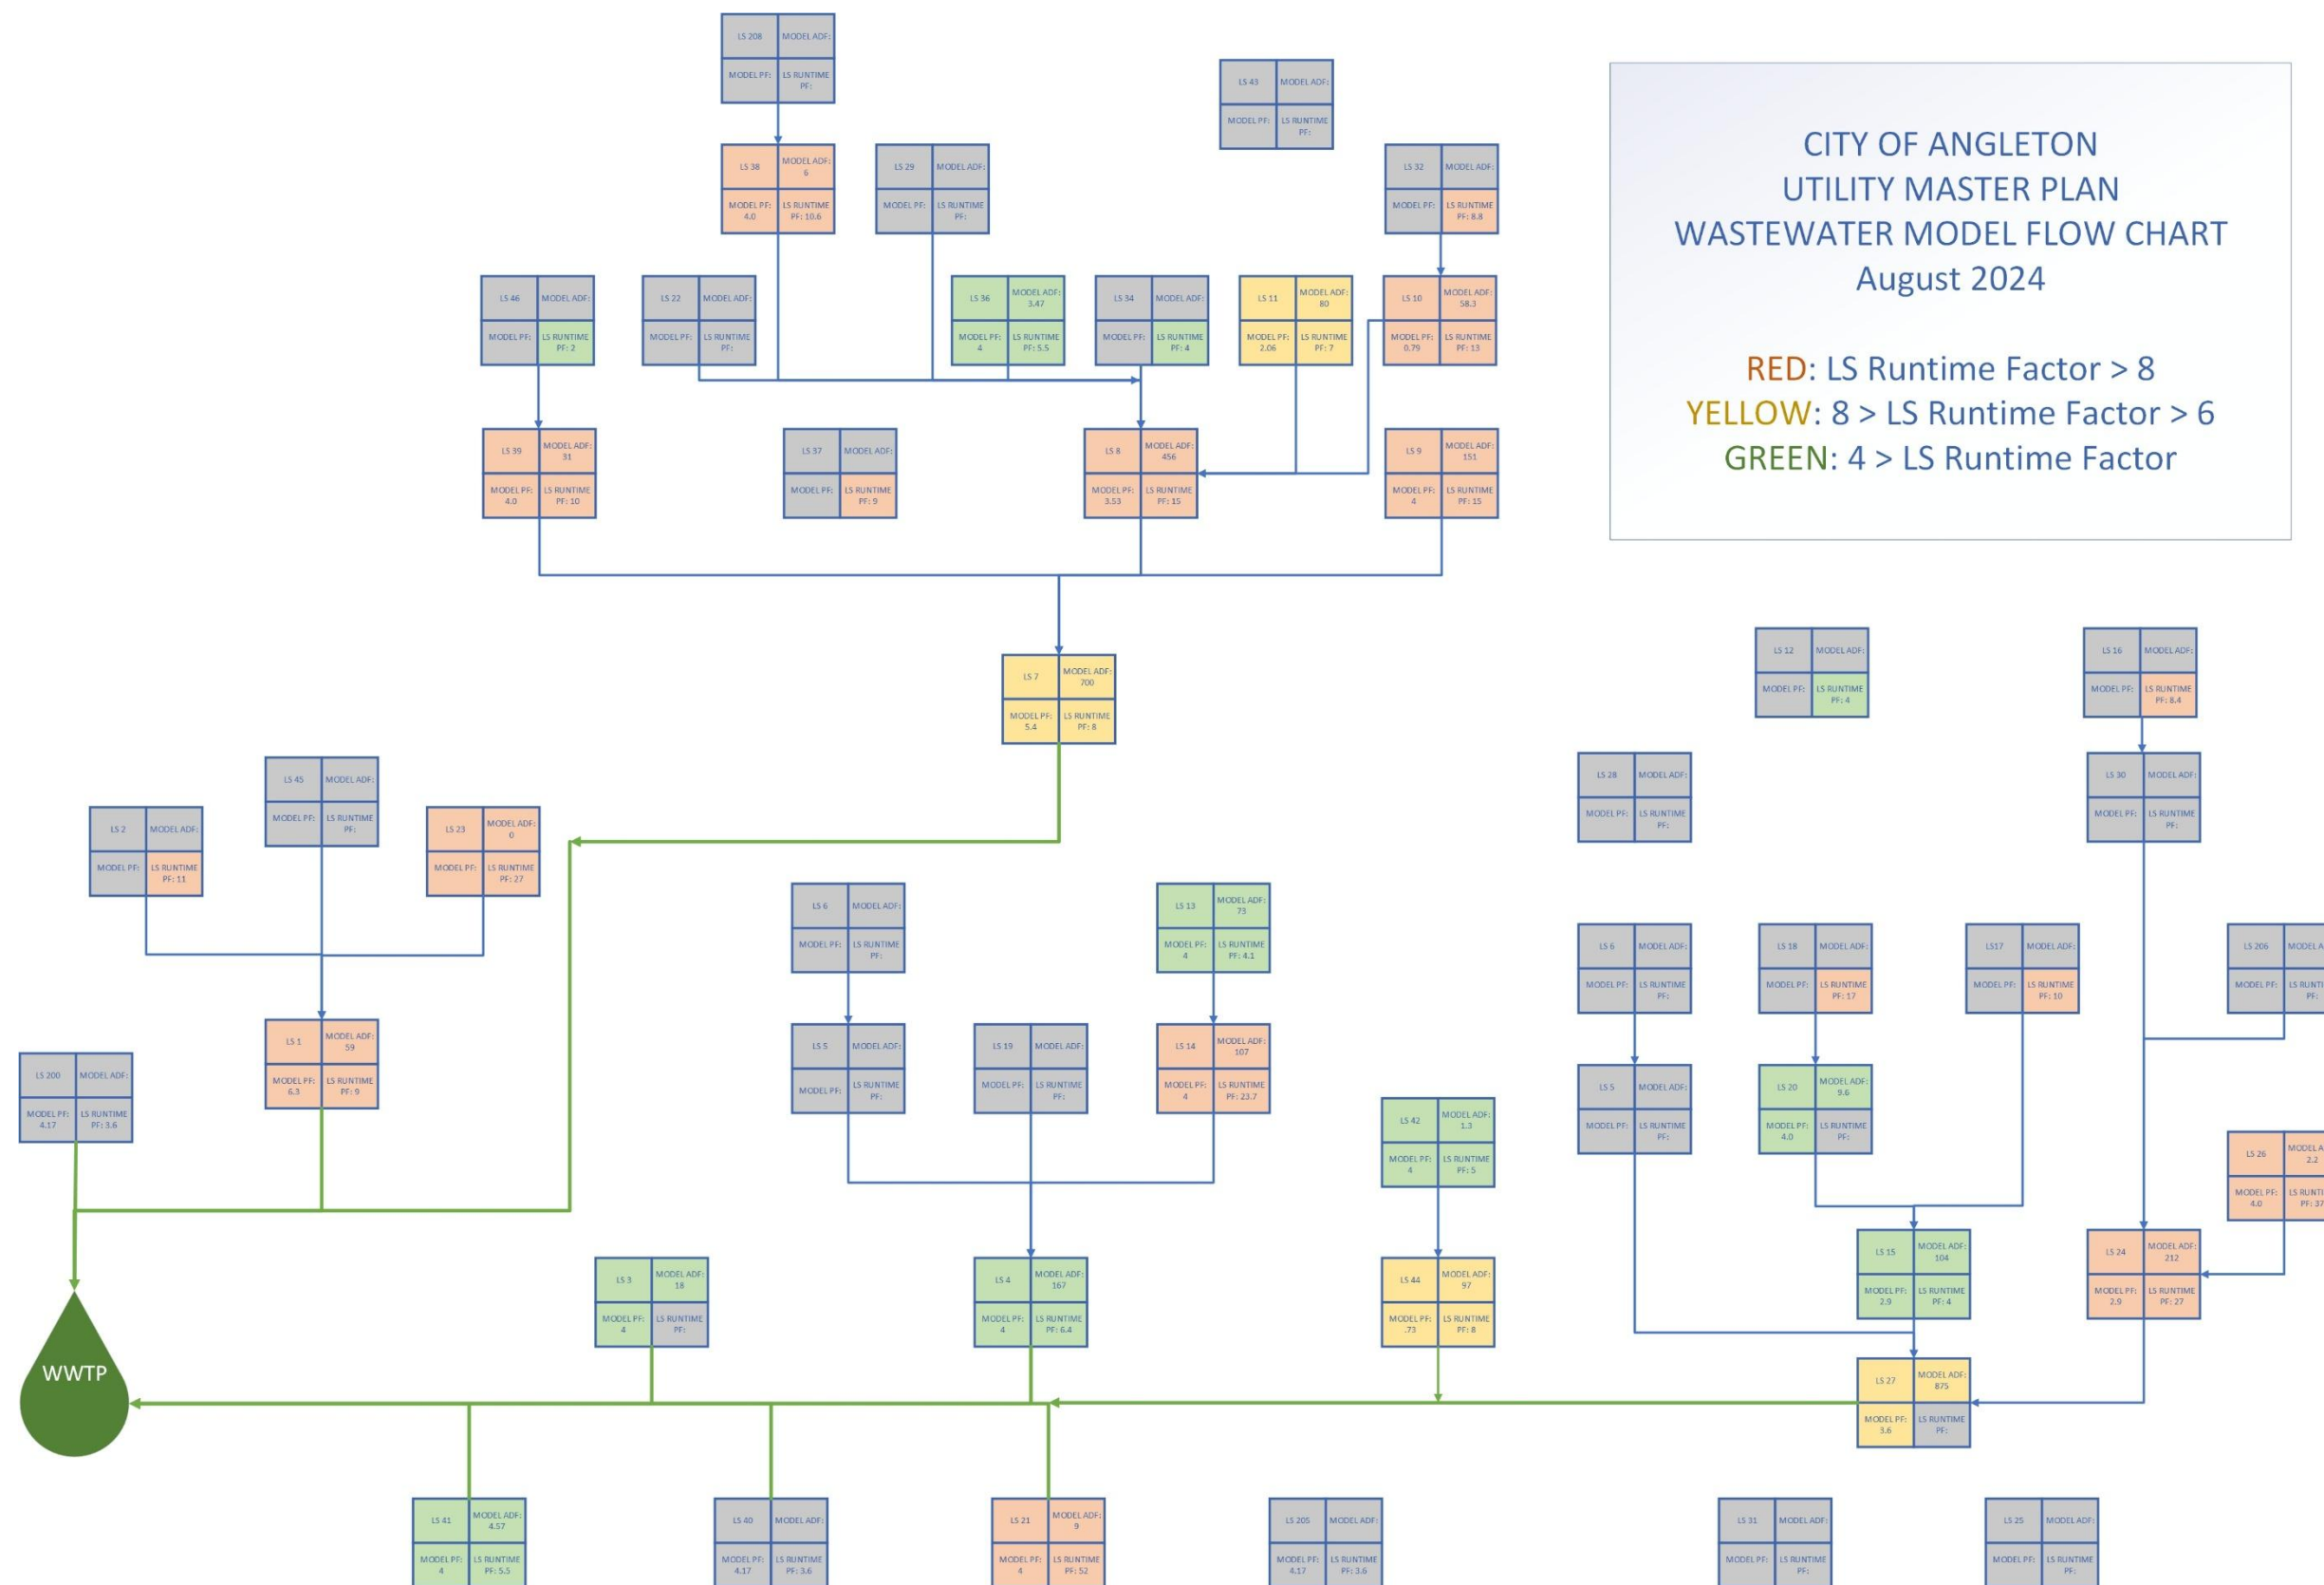 LS 208 MODEL ADF:
MODEL PF: LS RUNTIME
PF:
LS 43 MODEL ADF:
MODEL PF: LS RUNTIME
PF:
CITY OF ANGLETON
UTILITY MASTER PLAN
WASTEWATER MODEL FLOW CHART
August 2024
RED: LS Runtime Factor > 8
YELLOW: 8 > LS Runtime Factor > 6
GREEN: 4 > LS Runtime Factor
LS 38 MODEL ADF:
6
MODEL PF: LS RUNTIME
4.0 PF: 10.6
LS 29 MODEL ADF:
MODEL PF: LS RUNTIME
PF:
LS 32 MODEL ADF:
MODEL PF: LS RUNTIME
PF: 8.8
LS 46 MODEL ADF:
MODEL PF: LS RUNTIME
PF: 2
LS 22 MODEL ADF:
MODEL PF: LS RUNTIME
PF:
LS 36 MODEL ADF:
3.47
MODEL PF: LS RUNTIME
4 PF: 5.5
LS 34 MODEL ADF:
MODEL PF: LS RUNTIME
PF: 4
LS 11 MODEL ADF:
80
MODEL PF: LS RUNTIME
2.06 PF: 7
LS 10 MODEL ADF:
58.3
MODEL PF: LS RUNTIME
0.79 PF: 13
LS 39 MODEL ADF:
31
MODEL PF: LS RUNTIME
4.0 PF: 10
LS 37 MODEL ADF:
MODEL PF: LS RUNTIME
PF: 9
LS 8 MODEL ADF:
456
MODEL PF: LS RUNTIME
3.53 PF: 15
LS 9 MODEL ADF:
151
MODEL PF: LS RUNTIME
4 PF: 15
LS 7 MODEL ADF:
700
MODEL PF: LS RUNTIME
5.4 PF: 8
LS 12 MODEL ADF:
MODEL PF: LS RUNTIME
PF: 4
LS 16 MODEL ADF:
MODEL PF: LS RUNTIME
PF: 8.4
LS 28 MODEL ADF:
MODEL PF: LS RUNTIME
PF:
LS 30 MODEL ADF:
MODEL PF: LS RUNTIME
PF:
LS 2 MODEL ADF:
MODEL PF: LS RUNTIME
PF: 11
LS 45 MODEL ADF:
MODEL PF: LS RUNTIME
PF:
LS 23 MODEL ADF:
0
MODEL PF: LS RUNTIME
PF: 27
LS 6 MODEL ADF:
MODEL PF: LS RUNTIME
PF:
LS 13 MODEL ADF:
73
MODEL PF: LS RUNTIME
4 PF: 4.1
LS 6 MODEL ADF:
MODEL PF: LS RUNTIME
PF:
LS 18 MODEL ADF:
MODEL PF: LS RUNTIME
PF: 17
LS17 MODEL ADF:
MODEL PF: LS RUNTIME
PF: 10
LS 206 MODEL A
MODEL PF: LS RUNTI
PF:
LS 200 MODEL ADF:
MODEL PF: LS RUNTIME
4.17 PF: 3.6
LS 1 MODEL ADF:
59
MODEL PF: LS RUNTIME
6.3 PF: 9
LS 5 MODEL ADF:
MODEL PF: LS RUNTIME
PF:
LS 19 MODEL ADF:
MODEL PF: LS RUNTIME
PF:
LS 14 MODEL ADF:
107
MODEL PF: LS RUNTIME
4 PF: 23.7
LS 42 MODEL ADF:
1.3
MODEL PF: LS RUNTIME
4 PF: 5
LS 5 MODEL ADF:
MODEL PF: LS RUNTIME
PF:
LS 20 MODEL ADF:
9.6
MODEL PF: LS RUNTIME
4.0 PF:
LS 26 MODEL A
2.2
MODEL PF: LS RUNTI
4.0 PF: 37
LS 3 MODEL ADF:
18
MODEL PF: LS RUNTIME
4 PF:
LS 4 MODEL ADF:
167
MODEL PF: LS RUNTIME
4 PF: 6.4
LS 44 MODEL ADF:
97
MODEL PF: LS RUNTIME
.73 PF: 8
LS 15 MODEL ADF:
104
MODEL PF: LS RUNTIME
2.9 PF: 4
LS 24 MODEL ADF:
212
MODEL PF: LS RUNTIME
2.9 PF: 27
WWTP
LS 27 MODEL ADF:
875
MODEL PF: LS RUNTIME
3.6 PF:
LS 41 MODEL ADF:
4.57
MODEL PF: LS RUNTIME
4 PF: 5.5
LS 40 MODEL ADF:
MODEL PF: LS RUNTIME
4.17 PF: 3.6
LS 21 MODEL ADF:
9
MODEL PF: LS RUNTIME
4 PF: 52
LS 205 MODEL ADF:
MODEL PF: LS RUNTIME
4.17 PF: 3.6
LS 31 MODEL ADF:
MODEL PF: LS RUNTIME
PF:
LS 25 MODEL ADF:
MODEL PF: LS RUNTIME
PF: